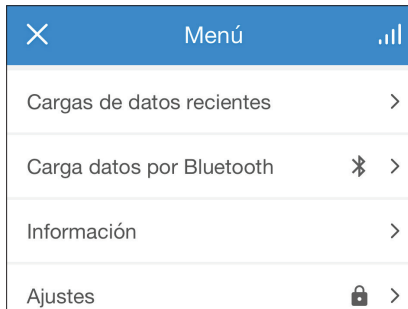 Menú
Cargas de datos recientes
Carga datos por Bluetooth
Información
Ajustes